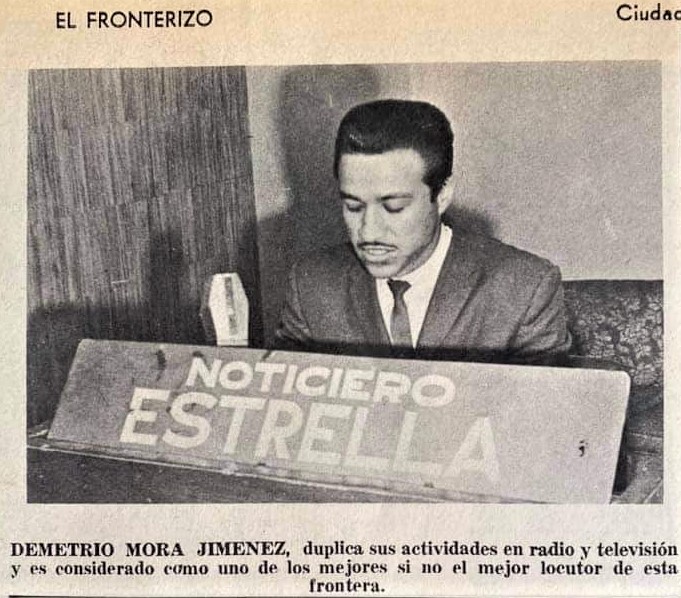 EL FRONTERIZO
Ciudad
NOTICIERO
ESTRELLA
DEMETRIO MORA JIMENEZ, duplica sus actividades en radio y televisión
y es considerado como uno de los mejores si no el mejor locutor de esta
frontera.